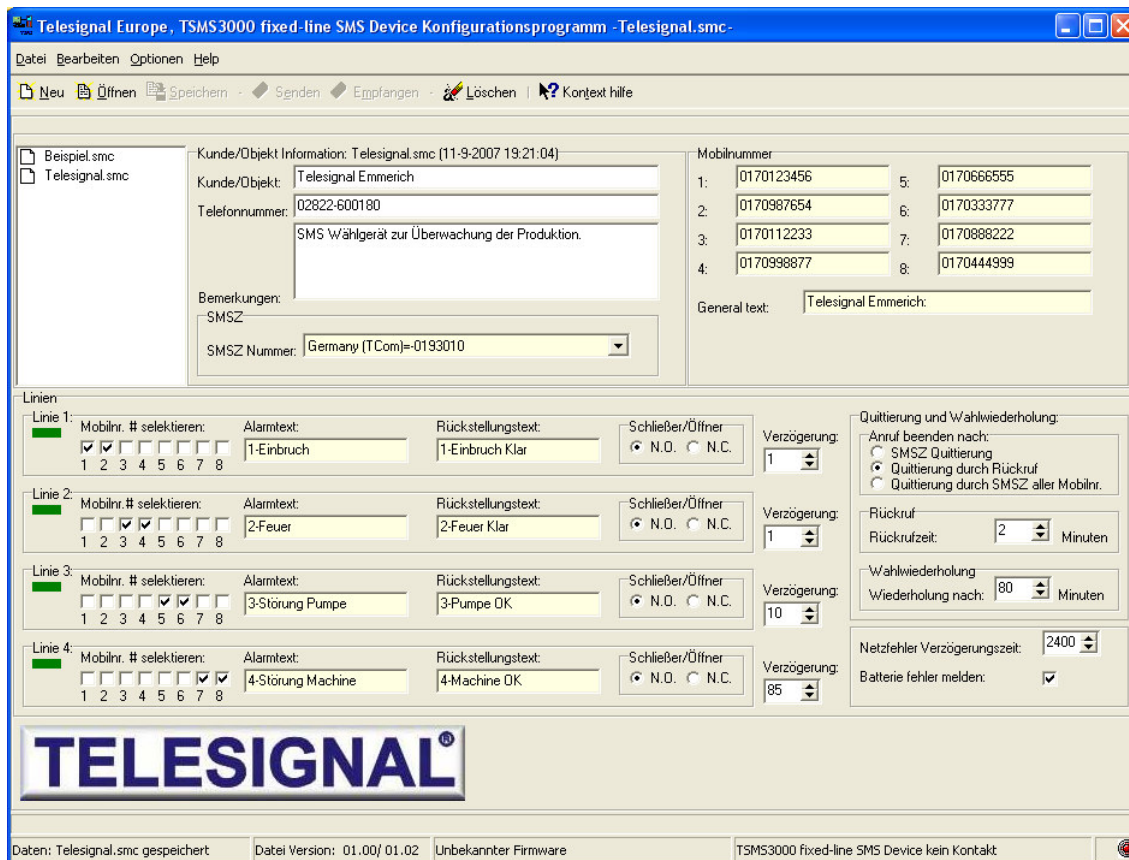 Telesignal Europe, TSMS3000 fixed-line SMS Device Konfigurationsprogramm -Telesignal.smc-
Datei Bearbeiten Optionen Help
Neu Öffnen Speichern - Senden Empfangen - Löschen Kontext hilfe
Beispiel.smc
Telesignal.smc
Kunde/Objekt Information: Telesignal.smc (11-9-2007 19:21:04)
Kunde/Objekt: Telesignal Emmerich
Telefonnummer: 02822-600180
SMS Wählgerät zur Überwachung der Produktion.
Bemerkungen:
SMSZ
SMSZ Nummer: Germany (TCom)=-0193010
Mobilnummer
1: 0170123456 5: 0170666555
2: 0170987654 6: 0170333777
3: 0170112233 7: 0170888222
4: 0170998877 8: 0170444999
General text: Telesignal Emmerich:
Linien
Linie 1:
Mobilnr. # selektieren: Alarmtext: Rückstellungstext: Schließer/Öffner Verzögerung:
1-Einbruch 1-Einbruch Klar N.O. N.C. 1
1 2 3 4 5 6 7 8
Linie 2:
Mobilnr.# selektieren: Alarmtext: Rückstellungstext: Schließer/Öffner Verzögerung:
2-Feuer 2-Feuer Klar N.O. N.C. 1
1 2 3 4 5 6 7 8
Linie 3:
Mobilnr. # selektieren: Alarmtext: Rückstellungstext: Schließer/Öffner Verzögerung:
3-Störung Pumpe 3-Pumpe OK N.O. N.C. 10
1 2 3 4 5 6 7 8
Linie 4:
Mobilnr. # selektieren: Alarmtext: Rückstellungstext: Schließer/Öffner Verzögerung:
4-Störung Machine 4-Machine OK N.O. N.C. 85
1 2 3 4 5 6 7 8
Quittierung und Wahlwiederholung:
Anruf beenden nach:
SMSZ Quittierung
Quittierung durch Rückruf
Quittierung durch SMSZ aller Mobilnr.
Rückruf
Rückrufzeit: 2 Minuten
Wahlwiederholung
Wiederholung nach: 80 Minuten
Netzfehler Verzögerungszeit: 2400
Batterie fehler melden:
TELESIGNAL®
Daten: Telesignal.smc gespeichert Datei Version: 01.00/ 01.02 Unbekannter Firmware TSMS3000 fixed-line SMS Device kein Kontakt